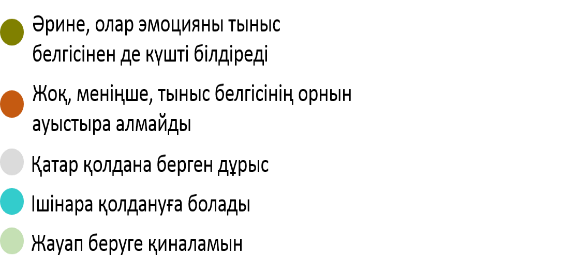 Әрине, олар эмоцияны тыныс
белгісінен де күшті білдіреді
Жоқ, меніңше, тыныс белгісінің орнын
ауыстыра алмайды
Қатар қолдана берген дұрыс
Ішінара қолдануға болады
Жауап беруге қиналамын